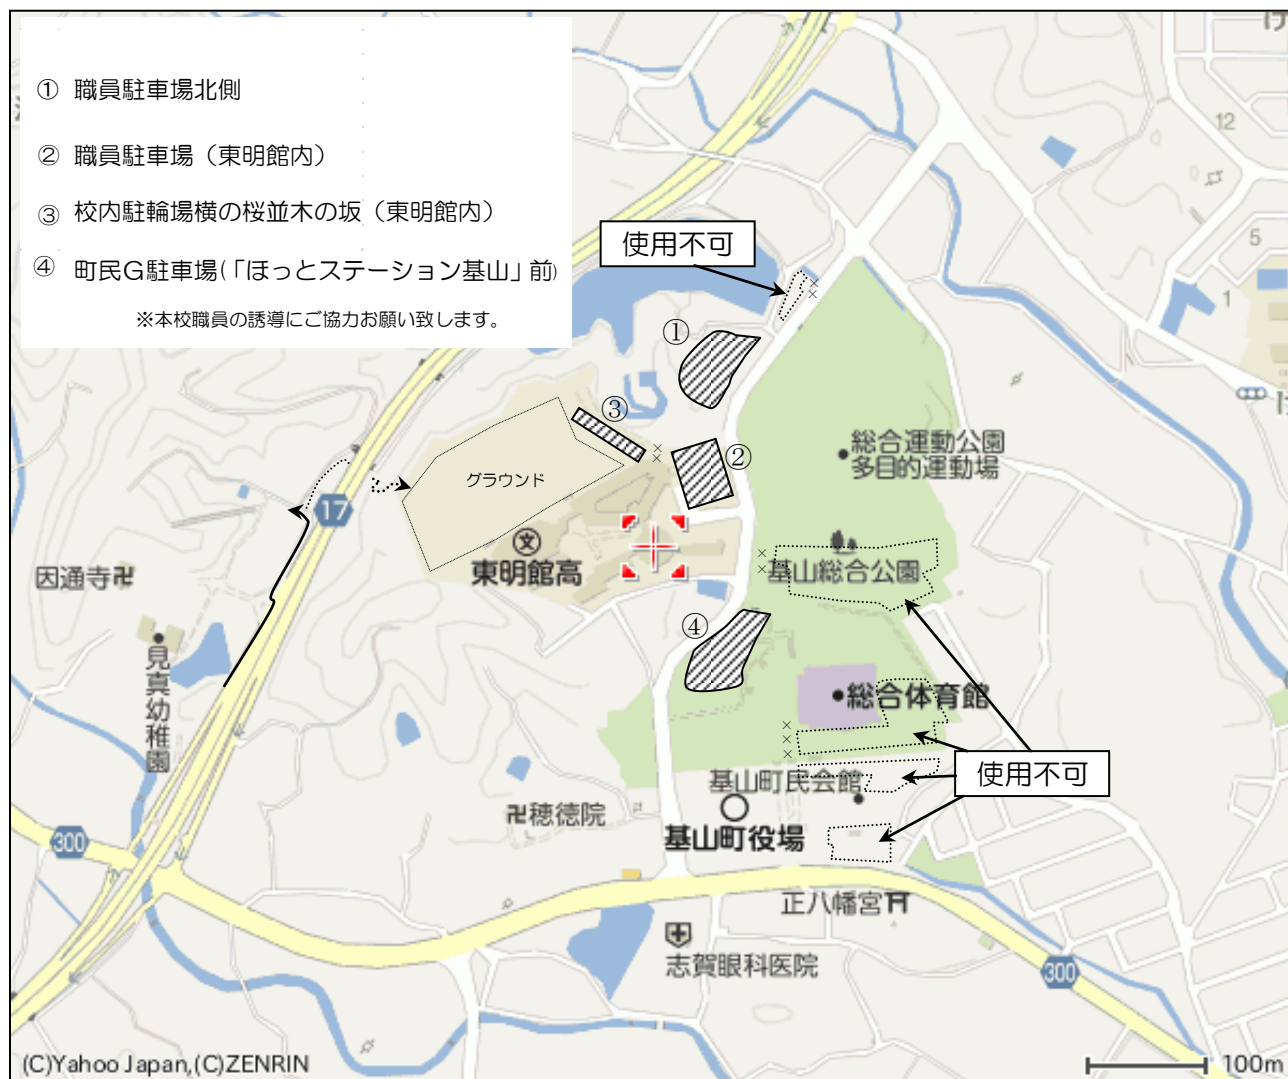 ① 職員駐車場北側
② 職員駐車場（東明館内）
③ 校内駐輪場横の桜並木の坂（東明館内）
④ 町民G駐車場(「ほっとステーション基山」前)
※本校職員の誘導にご協力お願い致します。
12
5
1
使用不可
①
③
②
総合運動公園
多目的運動場
グラウンド
17
東明館高
基山総合公園
因通寺卍
④
見真幼稚園
総合体育館
使用不可
基山町民会館
卍穂徳院
基山町役場
300
正八幡宮
志賀眼科医院
300
(C)Yahoo Japan,(C)ZENRIN
100m